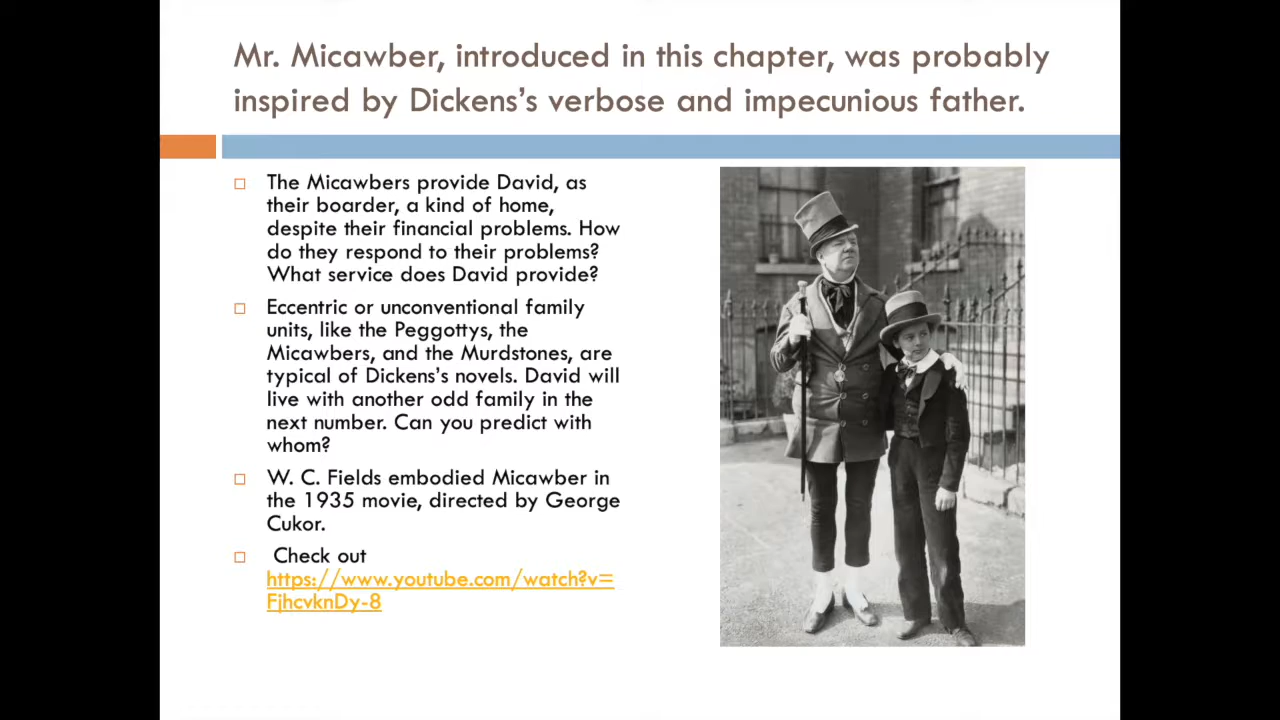 Mr. Micawber, introduced in this chapter, was probably
inspired by Dickens’s verbose and impecunious father.
The Micawbers provide David, as
their boarder, a kind of home,
despite their financial problems. How
do they respond to their problems?
What service does David provide?
Eccentric or unconventional family
units, like the Peggottys, the
Micawbers, and the Murdstones, are
typical of Dickens’s novels. David will
live with another odd family in the
next number. Can you predict with
whom?
W. C. Fields embodied Micawber in
the 1935 movie, directed by George
Cukor.
Check out
https://www.youtube.com/watch?v=
FjhcvknDy-8